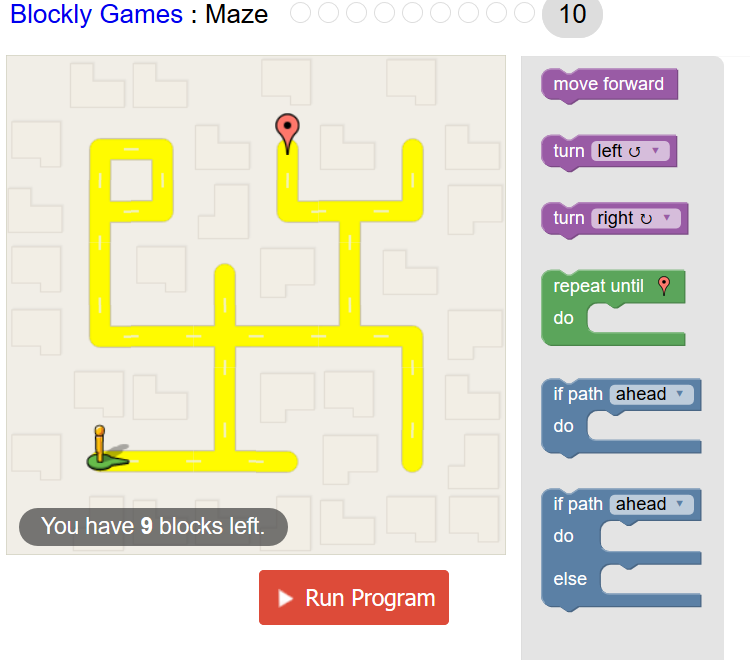 Blockly Games : Maze 10
move forward
turn left ↺ ▼
turn right ↻ ▼
repeat until
do
if path ahead ▼
do
if path ahead ▼
do
else
You have 9 blocks left.
Run Program